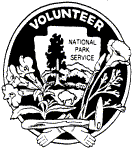 VOLUNTEER
NATIONAL
PARK
SERVICE